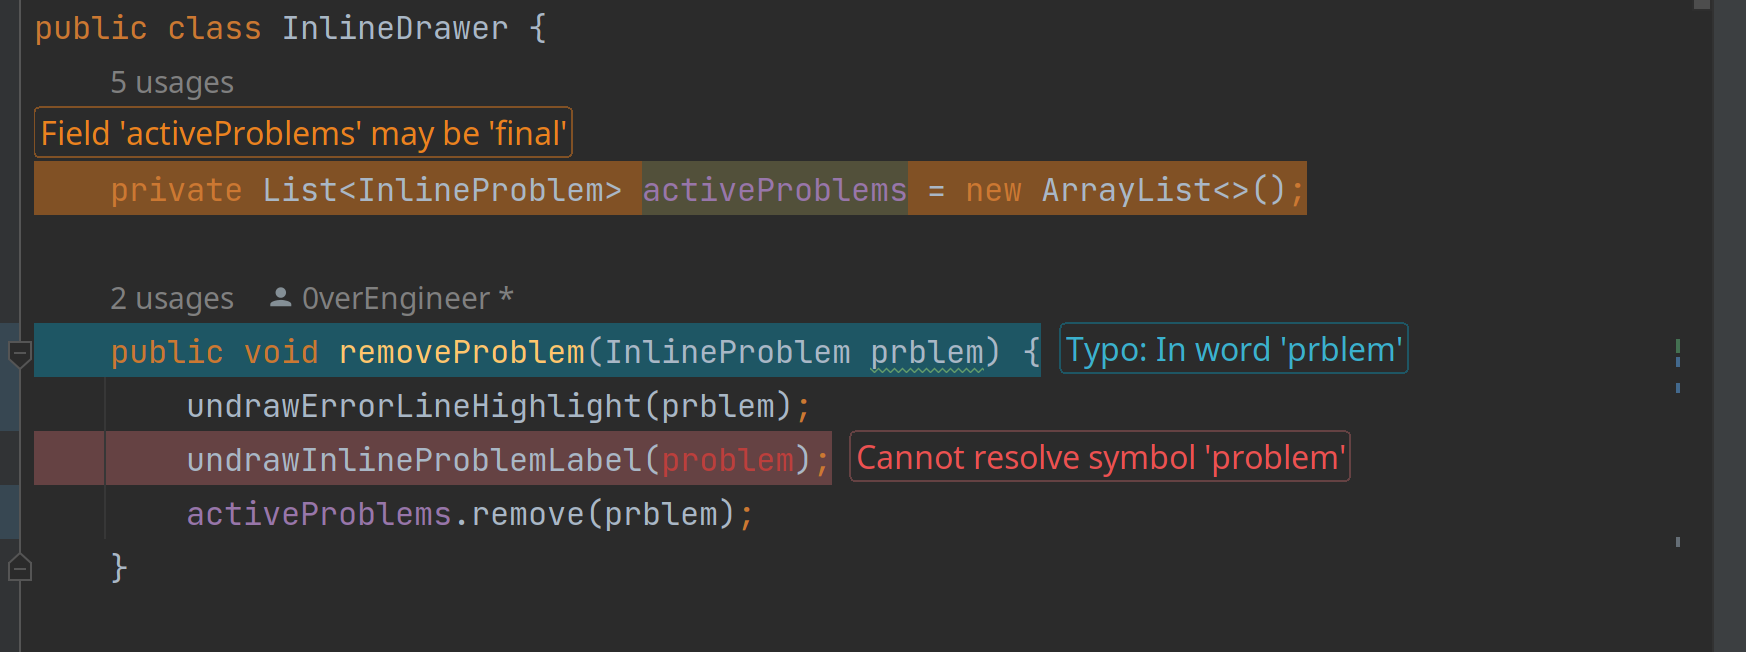 public class InlineDrawer {
5 usages
Field 'activeProblems' may be 'final'
private List<InlineProblem> activeProblems = new ArrayList<>();
2 usages 0verEngineer *
public void removeProblem(InlineProblem prblem) { Typo: In word 'prblem'
undrawErrorLineHighlight(prblem);
undrawInlineProblemLabel(problem); Cannot resolve symbol 'problem'
activeProblems.remove(prblem);
}